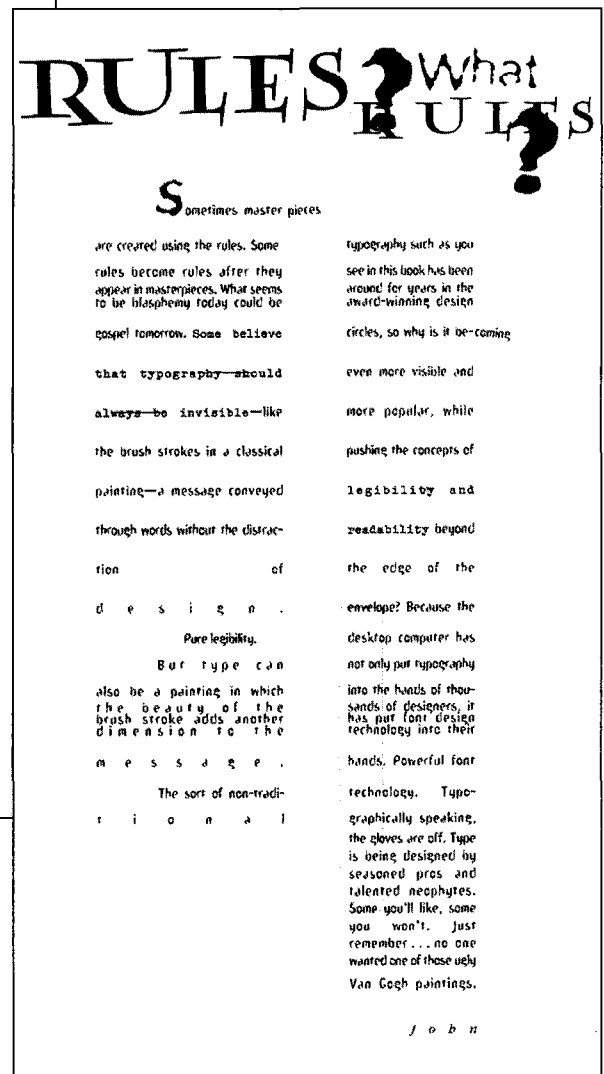 RULES? What
RULES?
Sometimes master pieces
are created using the rules. Some
rules become rules after they
appear in masterpieces. What seems
to be blasphemy today could be
gospel tomorrow. Some believe
that typography should
always be invisible—like
the brush strokes in a classical
painting—a message conveyed
through words without the distrac-
tion of
design.
Pure legibility.
But type can
also be a painting in which
the beauty of the
brush stroke adds another
dimension to the
message.
The sort of non-tradi-
tional
typography such as you
see in this book has been
around for years in the
award-winning design
circles, so why is it be-coming
even more visible and
more popular, while
pushing the concepts of
legibility and
readability beyond
the edge of the
envelope? Because the
desktop computer has
not only put typography
into the hands of thou-
sands of designers, it
has put font design
technology into their
hands. Powerful font
technology. Typo-
graphically speaking,
the gloves are off. Type
is being designed by
seasoned pros and
talented neophytes.
Some you'll like, some
you won't. Just
remember...no one
wanted one of those ugly
Van Gogh paintings.
john